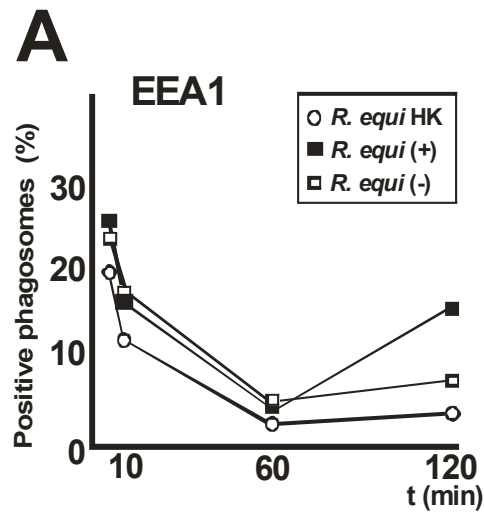 A
EEA1
R. equi HK
R. equi (+)
R. equi (-)
Positive phagosomes (%)
30
20
10
0
10
60
120
t (min)